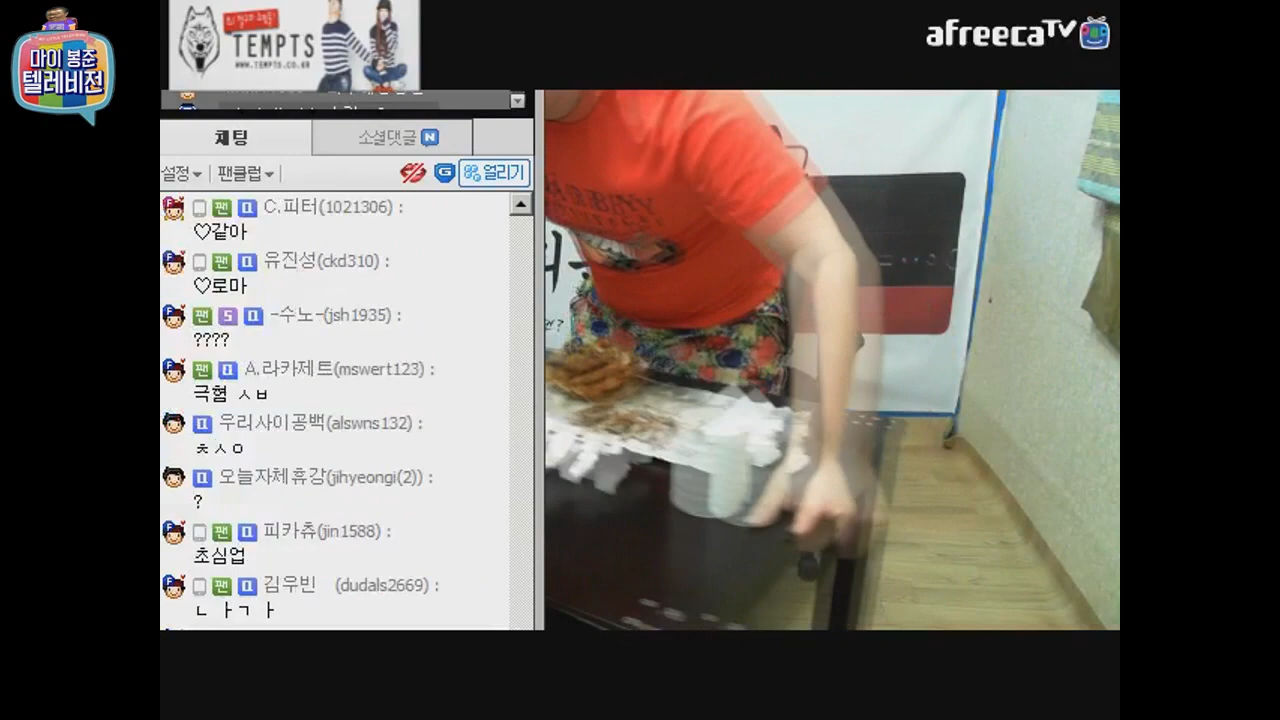 마이 봉준
텔레비전
TEMPTS
WWW.TEMPTS.CO.KR
afreecaTV
채팅
소셜댓글 N
설정
팬클럽
얼리기
C.피터(1021306) :
♡같아
유진성(ckd310) :
♡로마
-수노-(jsh1935) :
????
A.라카제트(mswert123) :
극혐 ㅅㅂ
우리사이공백(alswns132) :
ㅊㅅㅇ
오늘자체휴강(jihyeongi(2)) :
?
피카츄(jin1588) :
초심업
김우빈 (dudals2669) :
ㄴ ㅏㄱ ㅏ